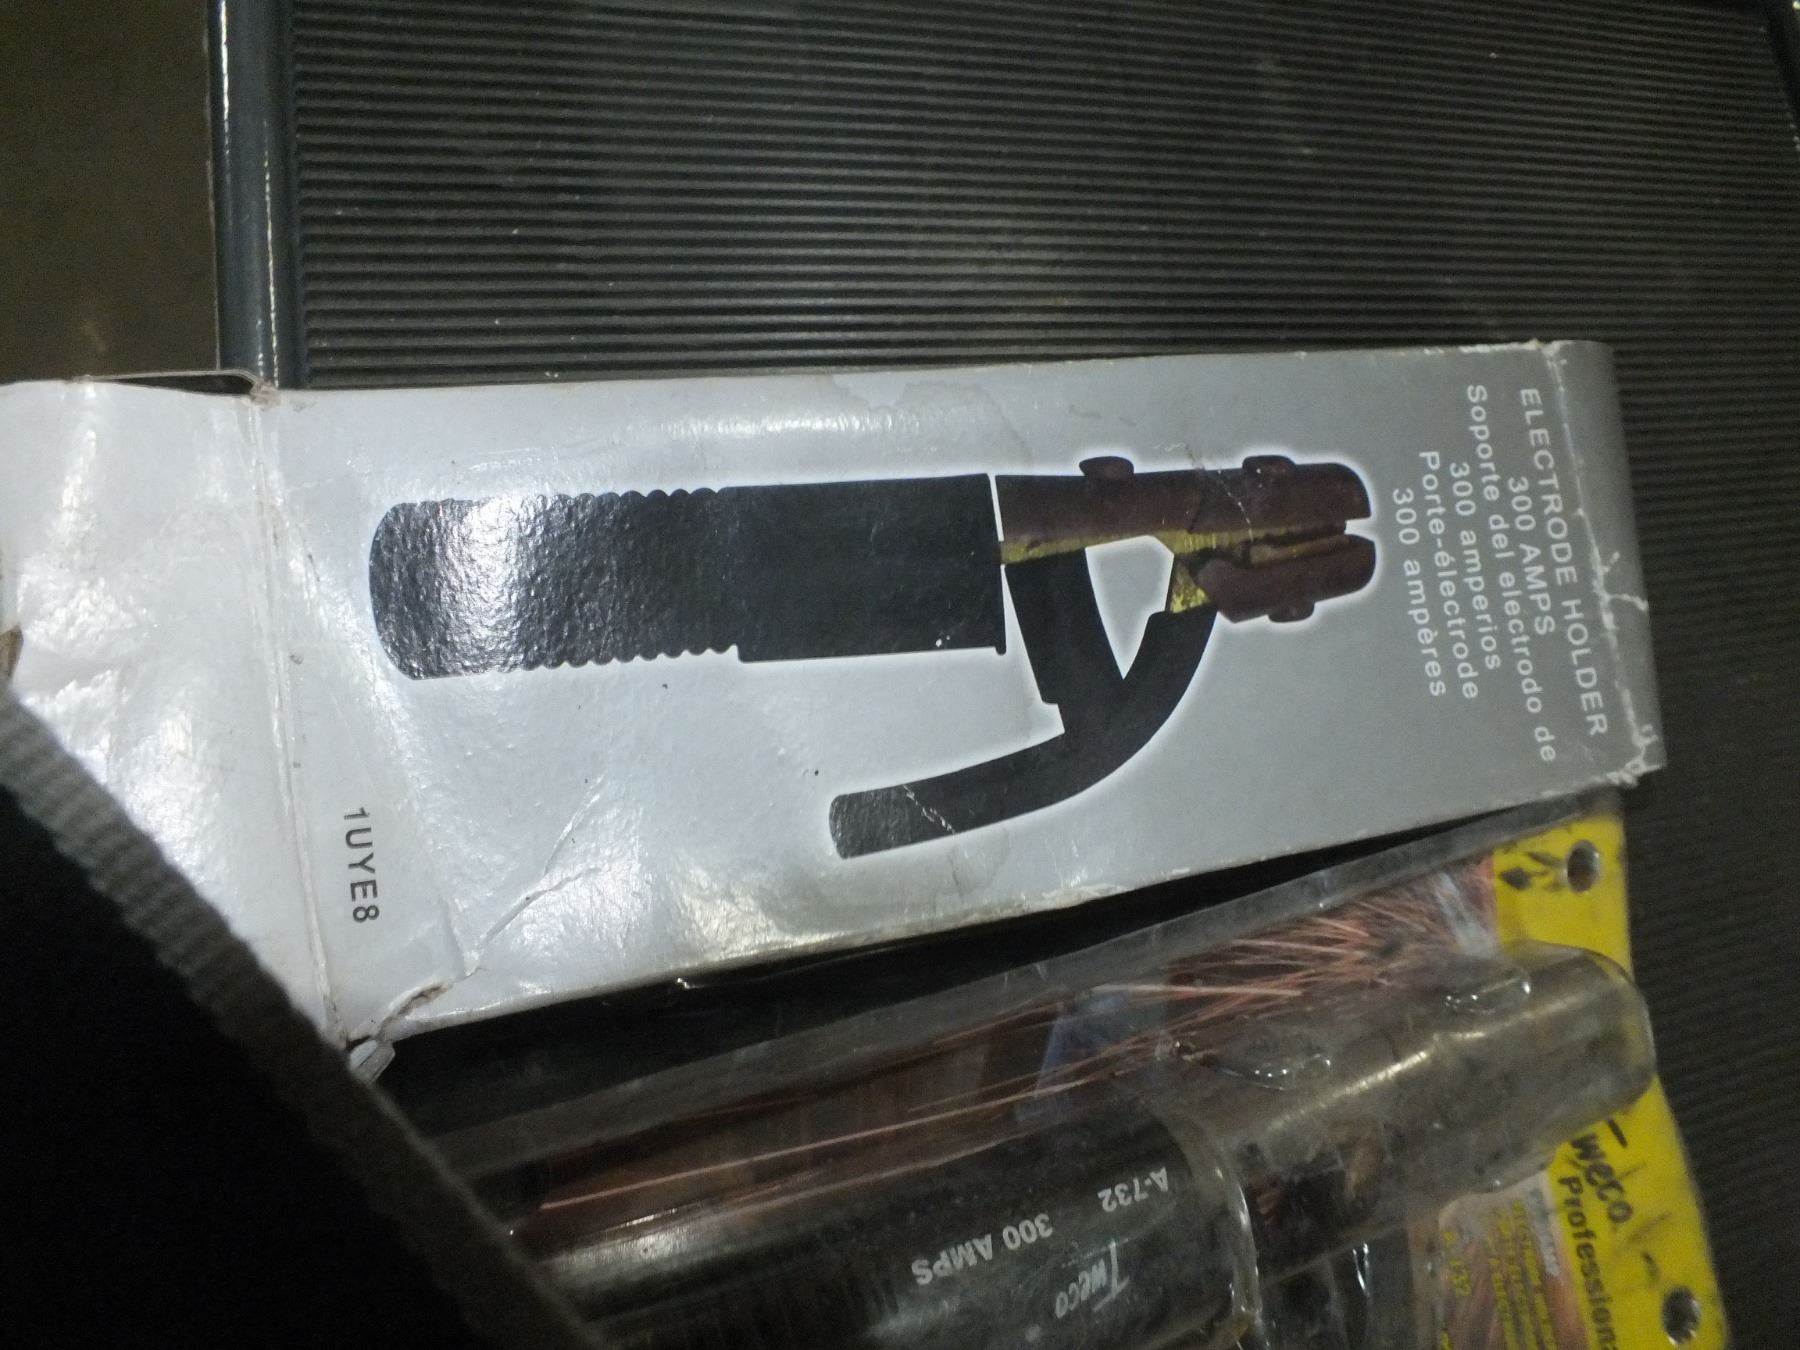 ELECTRODE HOLDER
300 AMPS
Soporte del electrodo de
300 amperios
Porte-électrode
300 ampères
1UYE8
A-732
300 AMPS
Tweco
Tweco
Professional
A-732